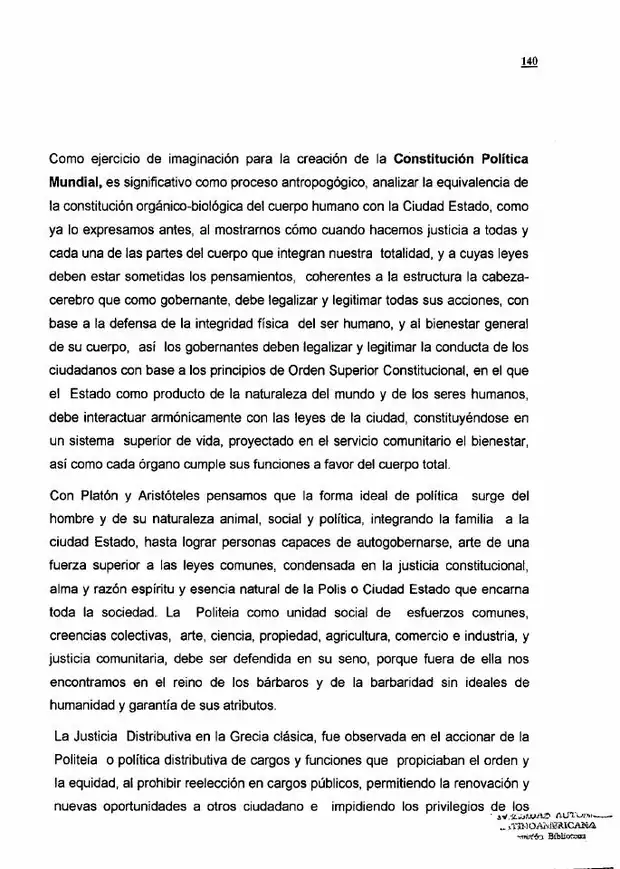 140
Como ejercicio de imaginación para la creación de la Constitución Política
Mundial, es significativo como proceso antropogógico, analizar la equivalencia de
la constitución orgánico-biológica del cuerpo humano con la Ciudad Estado, como
ya lo expresamos antes, al mostrarnos cómo cuando hacemos justicia a todas y
cada una de las partes del cuerpo que integran nuestra totalidad, y a cuyas leyes
deben estar sometidas los pensamientos, coherentes a la estructura la cabeza-
cerebro que como gobernante, debe legalizar y legitimar todas sus acciones, con
base a la defensa de la integridad física del ser humano, y al bienestar general
de su cuerpo, así los gobernantes deben legalizar y legitimar la conducta de los
ciudadanos con base a los principios de Orden Superior Constitucional, en el que
el Estado como producto de la naturaleza del mundo y de los seres humanos,
debe interactuar armónicamente con las leyes de la ciudad, constituyéndose en
un sistema superior de vida, proyectado en el servicio comunitario el bienestar,
así como cada órgano cumple sus funciones a favor del cuerpo total.
Con Platón y Aristóteles pensamos que la forma ideal de política surge del
hombre y de su naturaleza animal, social y política, integrando la familia a la
ciudad Estado, hasta lograr personas capaces de autogobernarse, arte de una
fuerza superior a las leyes comunes, condensada en la justicia constitucional,
alma y razón espíritu y esencia natural de la Polis o Ciudad Estado que encarna
toda la sociedad. La Politeia como unidad social de esfuerzos comunes,
creencias colectivas, arte, ciencia, propiedad, agricultura, comercio e industria, y
justicia comunitaria, debe ser defendida en su seno, porque fuera de ella nos
encontramos en el reino de los bárbaros y de la barbaridad sin ideales de
humanidad y garantía de sus atributos.
La Justicia Distributiva en la Grecia clásica, fue observada en el accionar de la
Politeia o política distributiva de cargos y funciones que propiciaban el orden y
la equidad, al prohibir reelección en cargos públicos, permitiendo la renovación y
nuevas oportunidades a otros ciudadano e impidiendo los privilegios de los